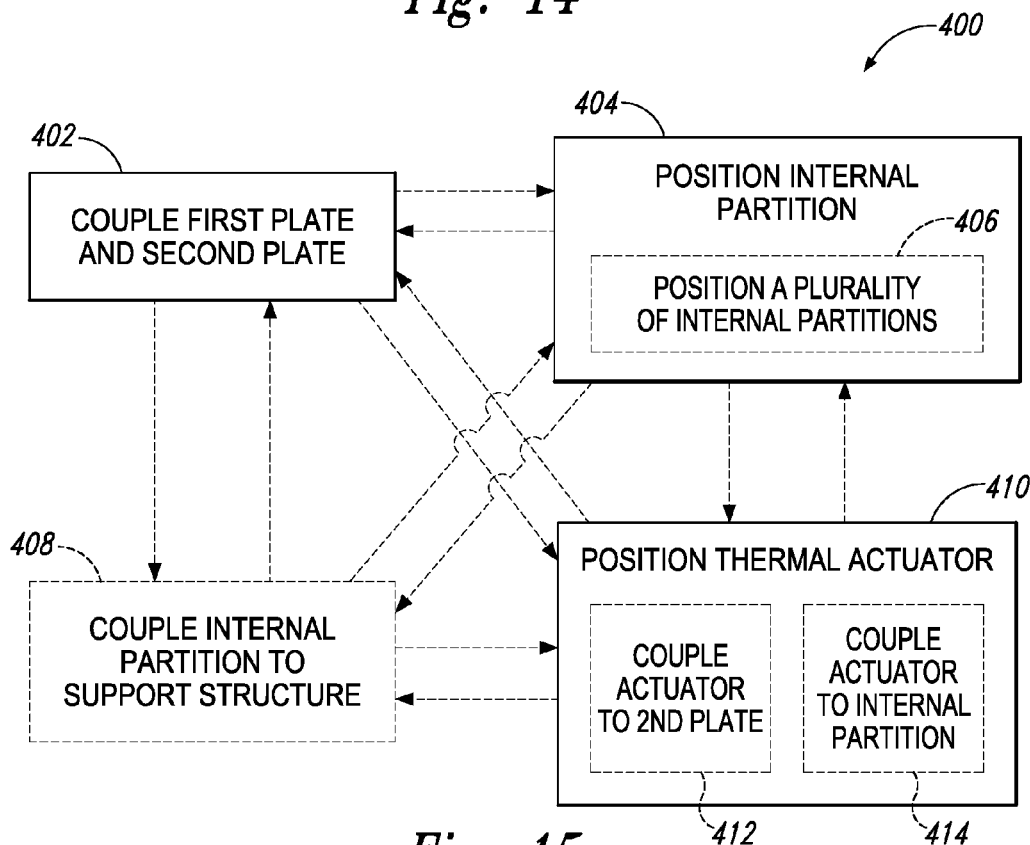 Fig. 14
400
402
404
COUPLE FIRST PLATE
AND SECOND PLATE
POSITION INTERNAL
PARTITION
406
POSITION A PLURALITY
OF INTERNAL PARTITIONS
408
COUPLE INTERNAL
PARTITION TO
SUPPORT STRUCTURE
410
POSITION THERMAL ACTUATOR
COUPLE
ACTUATOR
TO 2ND PLATE
COUPLE
ACTUATOR
TO INTERNAL
PARTITION
412
414
Fig. 15